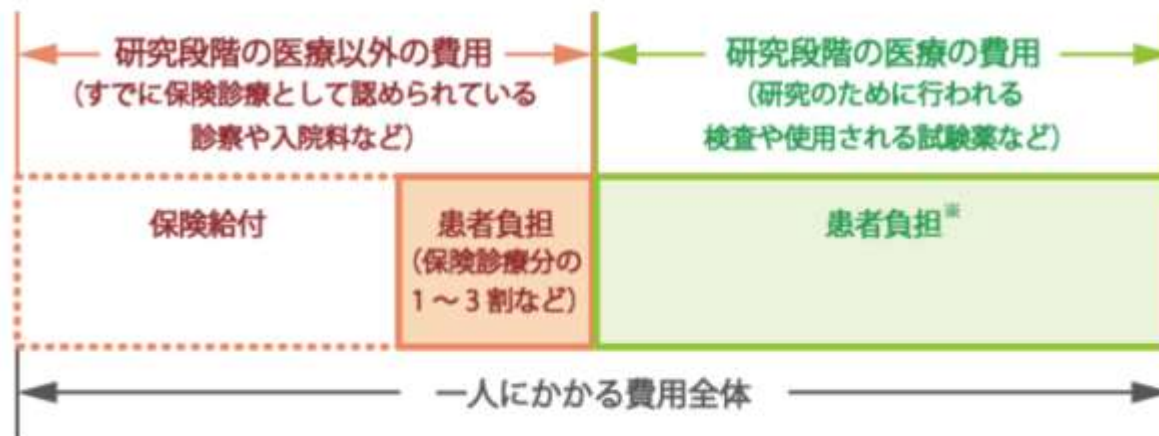 研究段階の医療以外の費用
（すでに保険診療として認められている
診察や入院料など）
研究段階の医療の費用
（研究のために行われる
検査や使用される試験薬など）
保険給付
患者負担
（保険診療分の
1～3割など）
患者負担※
一人にかかる費用全体